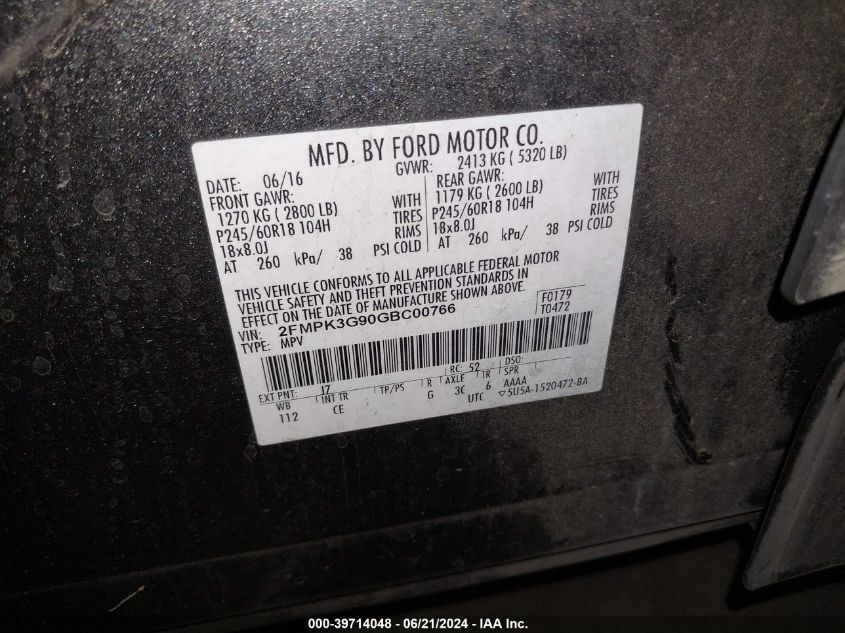 MFD. BY FORD MOTOR CO.
DATE: 06/16 GVWR: 2413 KG ( 5320 LB)
FRONT GAWR: REAR GAWR:
1270 KG ( 2800 LB) WITH 1179 KG ( 2600 LB) WITH
P245/60R18 104H TIRES P245/60R18 104H TIRES
18x8.0J RIMS 18x8.0J RIMS
AT 260 kPa/ 38 PSI COLD AT 260 kPa/ 38 PSI COLD
THIS VEHICLE CONFORMS TO ALL APPLICABLE FEDERAL MOTOR
VEHICLE SAFETY AND THEFT PREVENTION STANDARDS IN
EFFECT ON THE DATE OF MANUFACTURE SHOWN ABOVE.
VIN: 2FMPK3G90GBC00766 F0179
TYPE: MPV T0472
EXT PNT: 17 RC: 52 DSO:
WB INT TR TP/PS R AXLE TR SPR
112 CE G 3C 6 AAAA
UTC ▽5U5A-1520472-BA
000-39714048 - 06/21/2024 - IAA Inc.